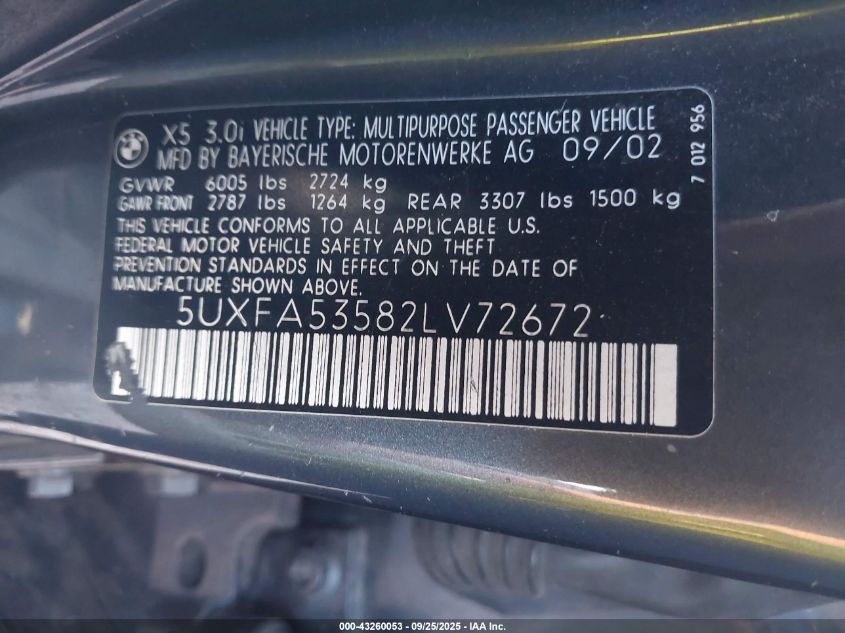 X5 3.0i VEHICLE TYPE: MULTIPURPOSE PASSENGER VEHICLE
MFD BY BAYERISCHE MOTORENWERKE AG 09/02
GVWR 6005 lbs 2724 kg
GAWR FRONT 2787 lbs 1264 kg REAR 3307 lbs 1500 kg
THIS VEHICLE CONFORMS TO ALL APPLICABLE U.S.
FEDERAL MOTOR VEHICLE SAFETY AND THEFT
PREVENTION STANDARDS IN EFFECT ON THE DATE OF
MANUFACTURE SHOWN ABOVE.
5UXFA53582LV72672
7 012 956
000-43260053 - 09/25/2025 - IAA Inc.